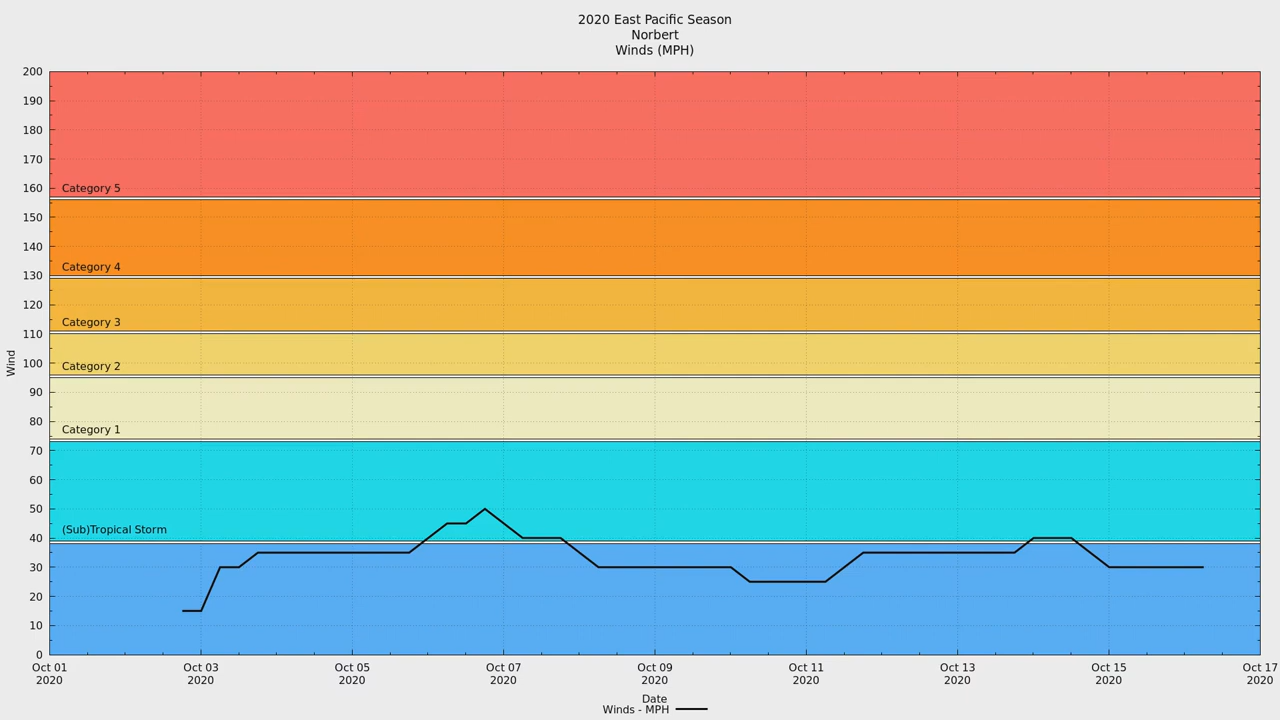 2020 East Pacific Season
Norbert
Winds (MPH)
200
190
180
170
160
150
140
130
120
110
100
90
80
70
60
50
40
30
20
10
0
Wind
Category 5
Category 4
Category 3
Category 2
Category 1
(Sub)Tropical Storm
Oct 01 Oct 03 Oct 05 Oct 07 Oct 09 Oct 11 Oct 13 Oct 15 Oct 17
2020 2020 2020 2020 2020 2020 2020 2020 2020
Date
Winds - MPH